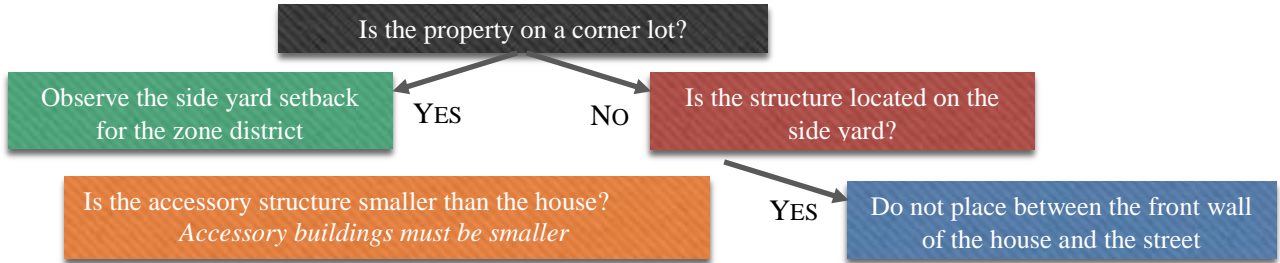 Is the property on a corner lot?
Observe the side yard setback
for the zone district
YES
NO
Is the structure located on the
side yard?
Is the accessory structure smaller than the house?
Accessory buildings must be smaller
YES
Do not place between the front wall
of the house and the street